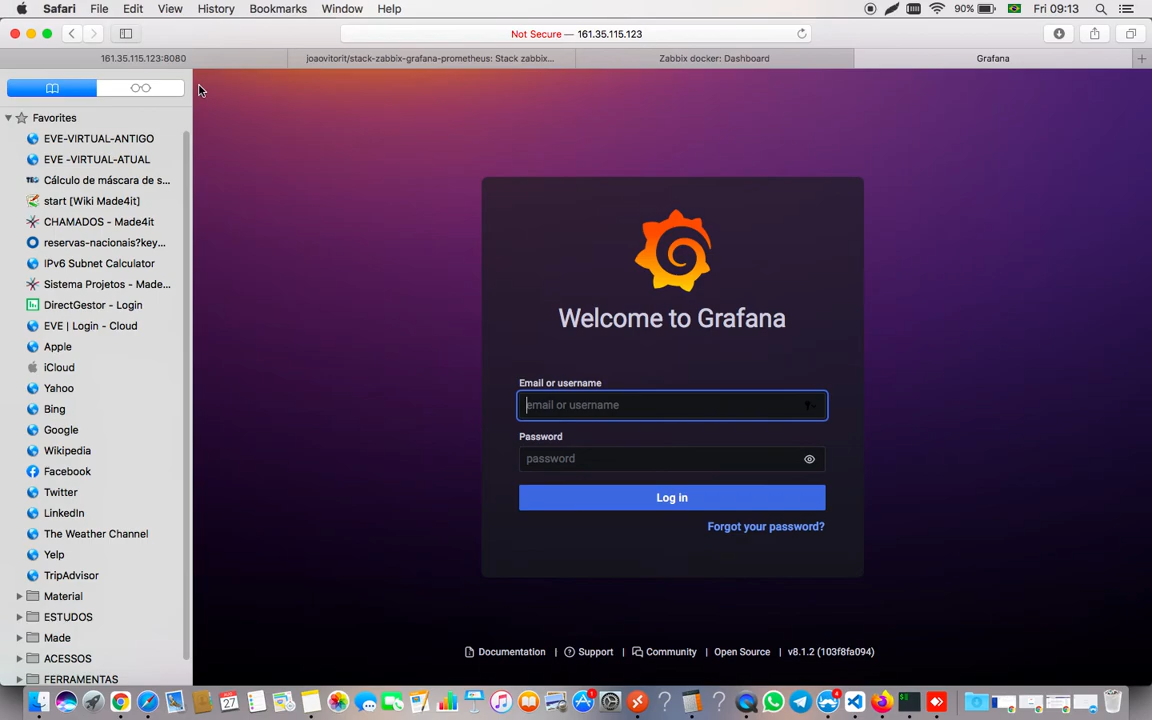 Safari File Edit View History Bookmarks Window Help 90% Fri 09:13
Not Secure — 161.35.115.123
161.35.115.123:8080 joaovitorit/stack-zabbix-grafana-prometheus: Stack zabbix... Zabbix docker: Dashboard Grafana
Favorites
EVE-VIRTUAL-ANTIGO
EVE -VIRTUAL-ATUAL
Cálculo de máscara de s...
start [Wiki Made4it]
CHAMADOS - Made4it
reservas-nacionais?key...
IPv6 Subnet Calculator
Sistema Projetos - Made...
DirectGestor - Login
EVE | Login - Cloud
Apple
iCloud
Yahoo
Bing
Google
Wikipedia
Facebook
Twitter
LinkedIn
The Weather Channel
Yelp
TripAdvisor
Material
ESTUDOS
Made
ACESSOS
FERRAMENTAS
Welcome to Grafana
Email or username
email or username
Password
password
Log in
Forgot your password?
Documentation | Support | Community | Open Source | v8.1.2 (103f8fa094)